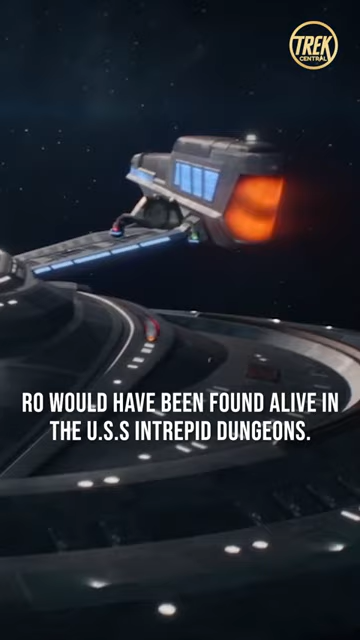 TREK
CENTRAL
RO WOULD HAVE BEEN FOUND ALIVE IN
THE U.S.S INTREPID DUNGEONS.